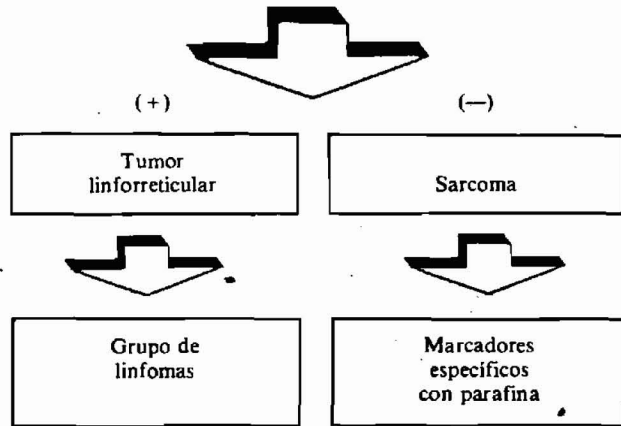 (+)
(—)
Tumor
linforreticular
Sarcoma
Grupo de
linfomas
Marcadores
específicos
con parafina